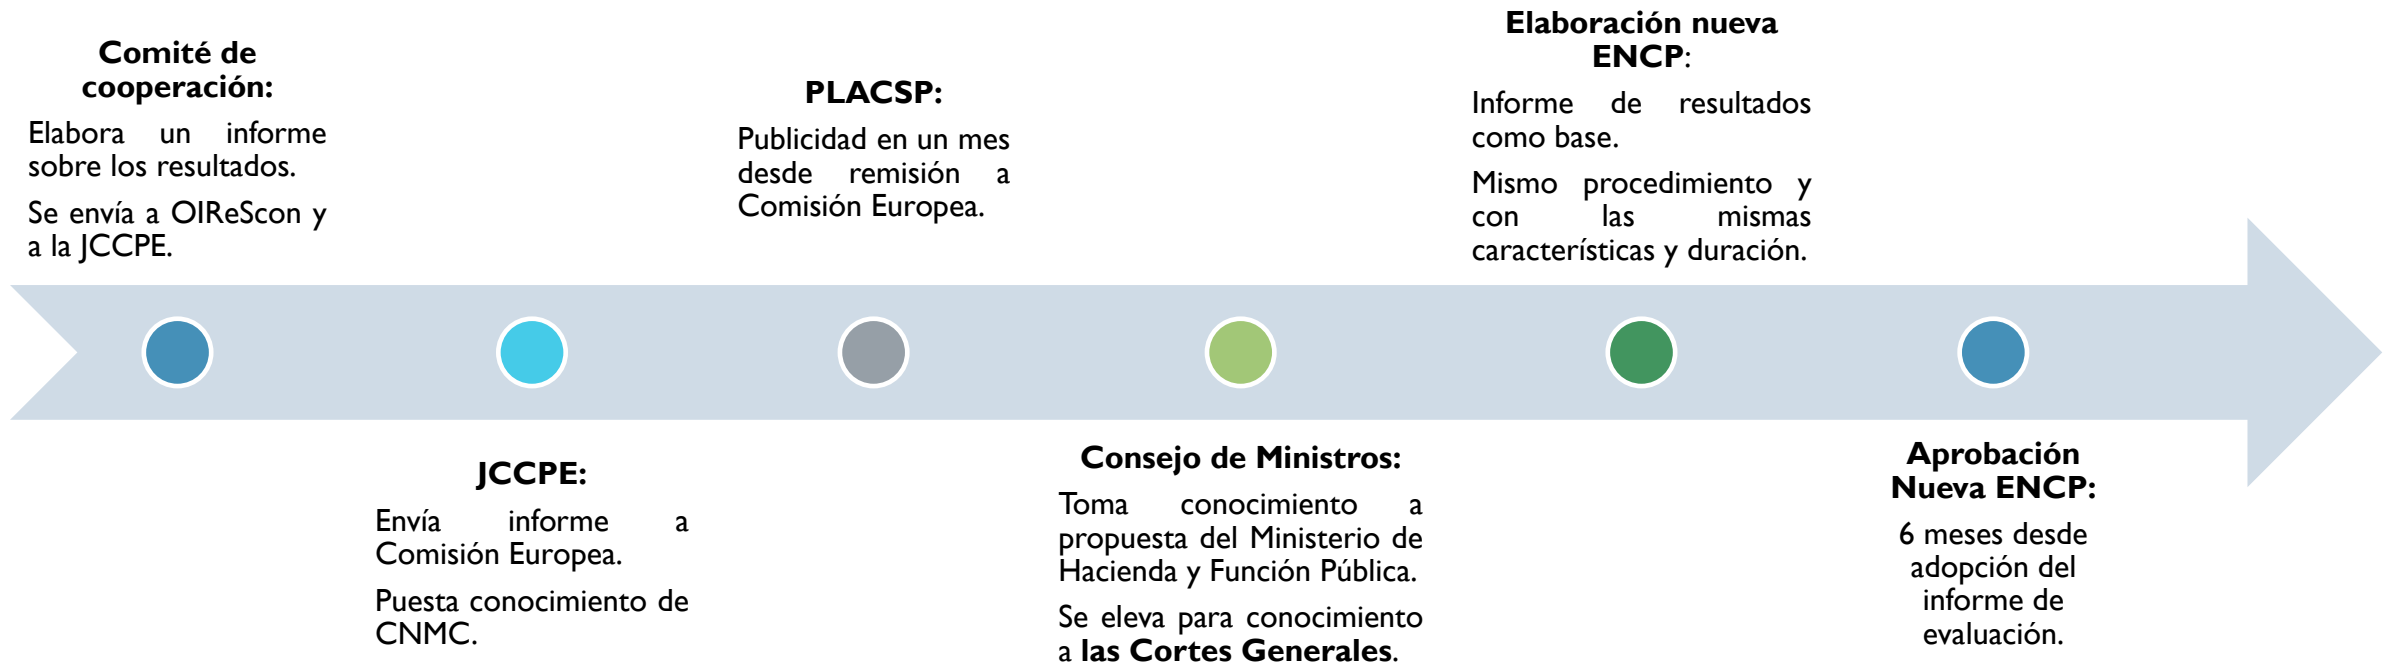 Comité de
cooperación:
Elabora un informe
sobre los resultados.
Se envía a OIReScon y
a la JCCPE.
JCCPE:
Envía informe a
Comisión Europea.
Puesta conocimiento de
CNMC.
PLACSP:
Publicidad en un mes
desde remisión a
Comisión Europea.
Consejo de Ministros:
Toma conocimiento a
propuesta del Ministerio de
Hacienda y Función Pública.
Se eleva para conocimiento
a las Cortes Generales.
Elaboración nueva
ENCP:
Informe de resultados
como base.
Mismo procedimiento y
con las mismas
características y duración.
Aprobación
Nueva ENCP:
6 meses desde
adopción del
informe de
evaluación.